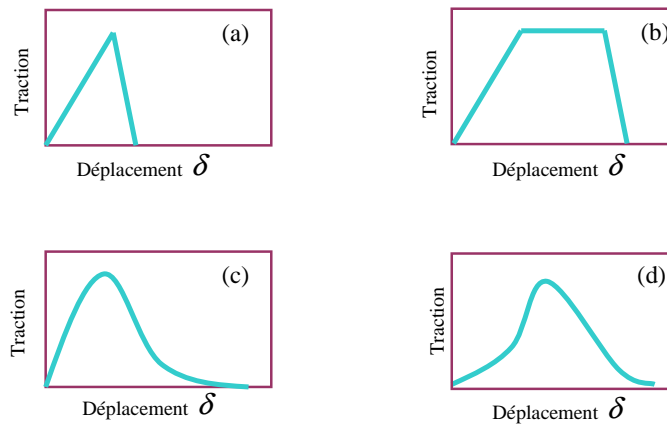 (a)
Traction
Déplacement δ
(b)
Traction
Déplacement δ
(c)
Traction
Déplacement δ
(d)
Traction
Déplacement δ